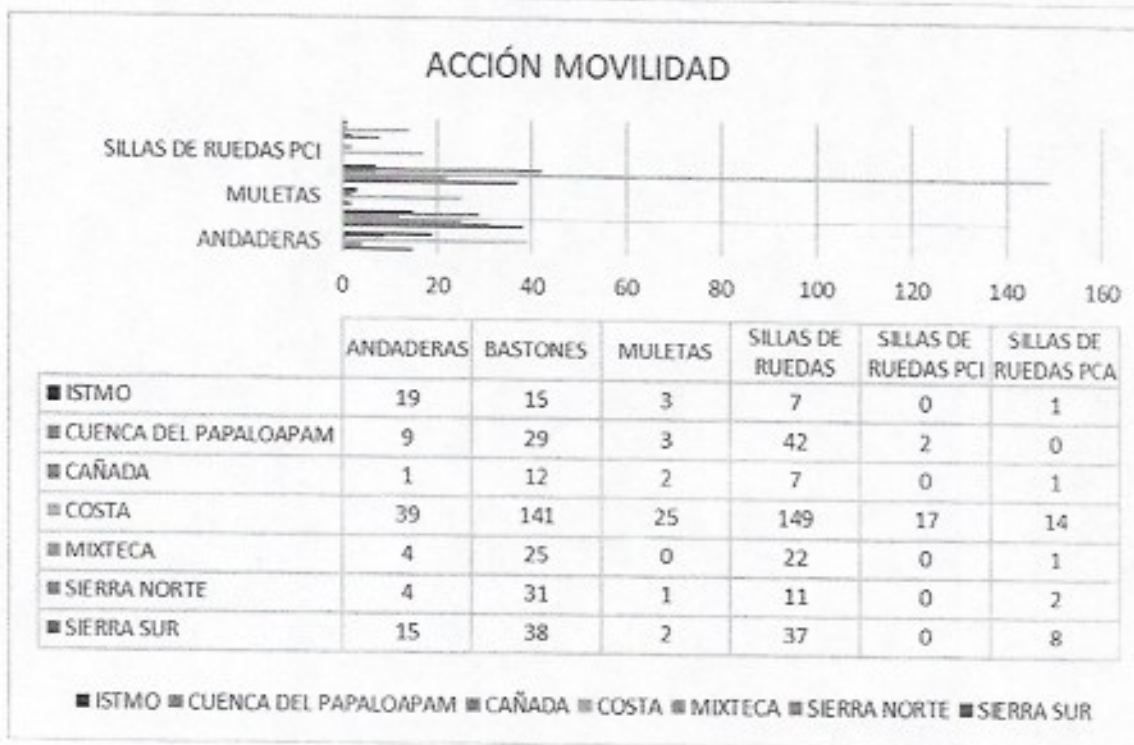 ACCIÓN MOVILIDAD
SILLAS DE RUEDAS PCI
MULETAS
ANDADERAS
0 20 40 60 80 100 120 140 160
ANDADERAS BASTONES MULETAS SILLAS DE RUEDAS SILLAS DE RUEDAS PCI SILLAS DE RUEDAS PCA
ISTMO 19 15 3 7 0 1
CUENCA DEL PAPALOAPAM 9 29 3 42 2 0
CAÑADA 1 12 2 7 0 1
COSTA 39 141 25 149 17 14
MIXTECA 4 25 0 22 0 1
SIERRA NORTE 4 31 1 11 0 2
SIERRA SUR 15 38 2 37 0 8
ISTMO CUENCA DEL PAPALOAPAM CAÑADA COSTA MIXTECA SIERRA NORTE SIERRA SUR